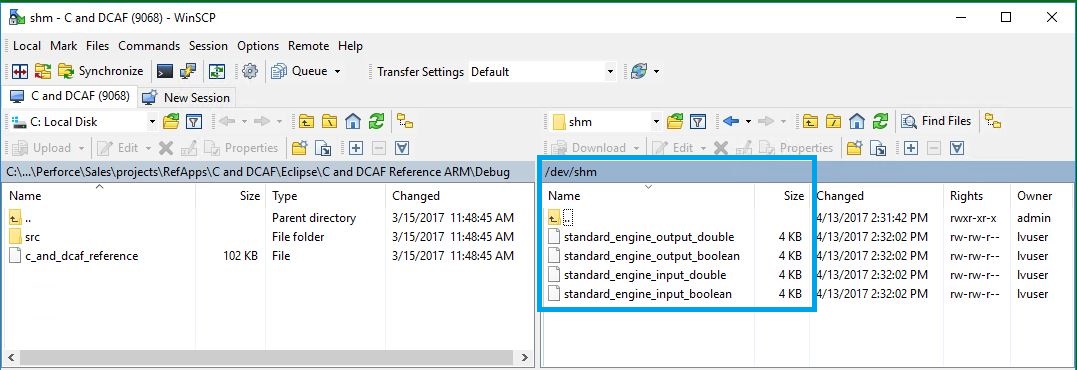 shm - C and DCAF (9068) - WinSCP
Local Mark Files Commands Session Options Remote Help
Synchronize Queue Transfer Settings Default
C and DCAF (9068) New Session
C: Local Disk shm Find Files
Upload Edit Properties Download Edit Properties
C:\...\Perforce\Sales\projects\RefApps\C and DCAF\Eclipse\C and DCAF Reference ARM\Debug /dev/shm
Name Size Type Changed Name Size Changed Rights Owner
.. Parent directory 3/15/2017 11:48:45 AM .. 4/13/2017 2:31:42 PM rwxr-xr-x admin
src File folder 3/15/2017 11:48:45 AM standard_engine_output_double 4 KB 4/13/2017 2:32:02 PM rw-rw-r-- lvuser
c_and_dcaf_reference 102 KB File 3/15/2017 11:48:45 AM standard_engine_output_boolean 4 KB 4/13/2017 2:32:02 PM rw-rw-r-- lvuser
standard_engine_input_double 4 KB 4/13/2017 2:32:02 PM rw-rw-r-- lvuser
standard_engine_input_boolean 4 KB 4/13/2017 2:32:02 PM rw-rw-r-- lvuser